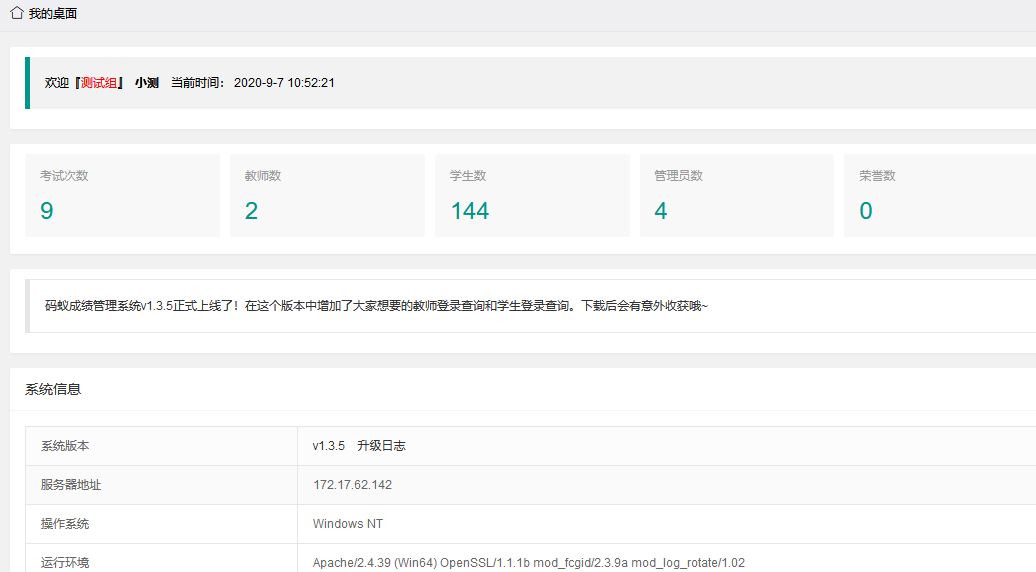 我的桌面
欢迎『测试组』 小测 当前时间： 2020-9-7 10:52:21
考试次数 教师数 学生数 管理员数 荣誉数
9 2 144 4 0
码蚁成绩管理系统v1.3.5正式上线了！在这个版本中增加了大家想要的教师登录查询和学生登录查询。下载后会有意外收获哦~
系统信息
系统版本 v1.3.5 升级日志
服务器地址 172.17.62.142
操作系统 Windows NT
运行环境 Apache/2.4.39 (Win64) OpenSSL/1.1.1b mod_fcgid/2.3.9a mod_log_rotate/1.02